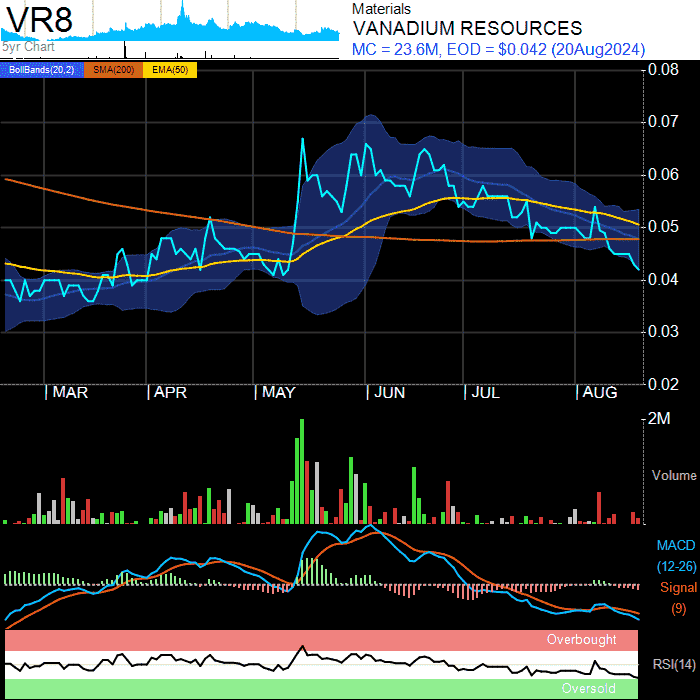 VR8
5yr Chart
Materials
VANADIUM RESOURCES
MC = 23.6M, EOD = $0.042 (20Aug2024)
BollBands(20,2) SMA(200) EMA(50)
0.08
0.07
0.06
0.05
0.04
0.03
0.02
MAR APR MAY JUN JUL AUG
2M
Volume
MACD
(12-26)
Signal
(9)
Overbought
RSI(14)
Oversold